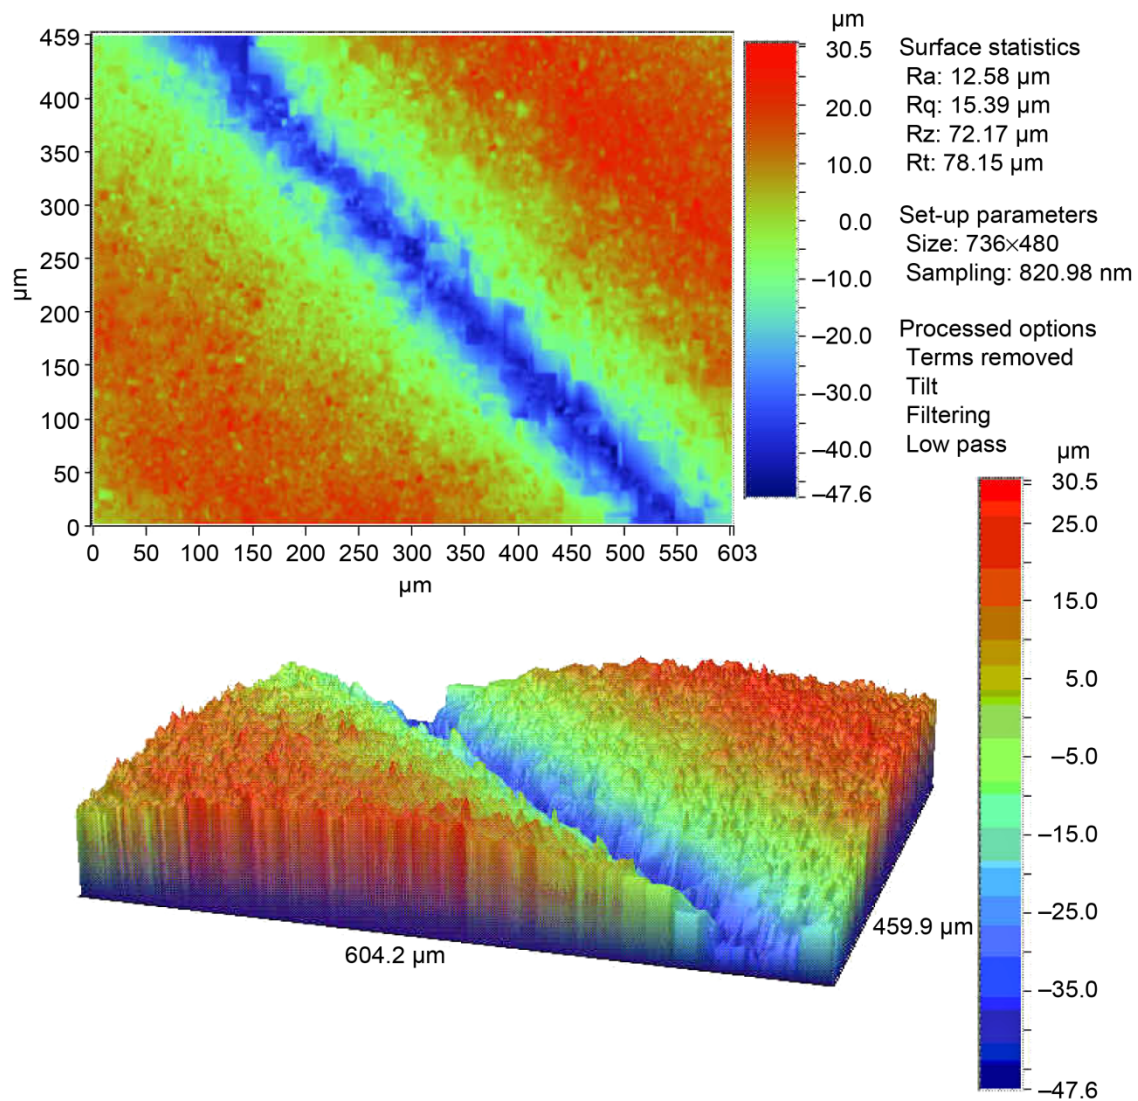 µm
459
400
350
300
250
200
150
100
50
0
µm
0 50 100 150 200 250 300 350 400 450 500 550 603
µm
30.5
20.0
10.0
0.0
–10.0
–20.0
–30.0
–40.0
–47.6
Surface statistics
Ra: 12.58 µm
Rq: 15.39 µm
Rz: 72.17 µm
Rt: 78.15 µm
Set-up parameters
Size: 736×480
Sampling: 820.98 nm
Processed options
Terms removed
Tilt
Filtering
Low pass
µm
30.5
25.0
15.0
5.0
–5.0
–15.0
–25.0
–35.0
–47.6
604.2 µm
459.9 µm